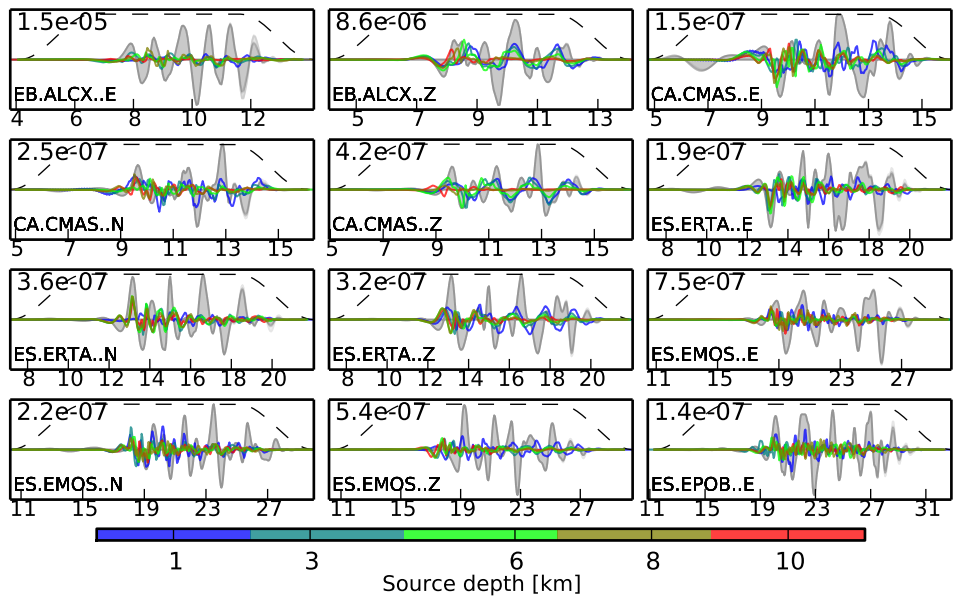 1.5e-05 8.6e-06 1.5e-07
EB.ALCX..E EB.ALCX..Z CA.CMAS..E
4 6 8 10 12 5 7 9 11 13 5 7 9 11 13 15
2.5e-07 4.2e-07 1.9e-07
CA.CMAS..N CA.CMAS..Z ES.ERTA..E
5 7 9 11 13 15 5 7 9 11 13 15 8 10 12 14 16 18 20
3.6e-07 3.2e-07 7.5e-07
ES.ERTA..N ES.ERTA..Z ES.EMOS..E
8 10 12 14 16 18 20 8 10 12 14 16 18 20 11 15 19 23 27
2.2e-07 5.4e-07 1.4e-07
ES.EMOS..N ES.EMOS..Z ES.EPOB..E
11 15 19 23 27 11 15 19 23 27 11 15 19 23 27 31
1 3 6 8 10
Source depth [km]